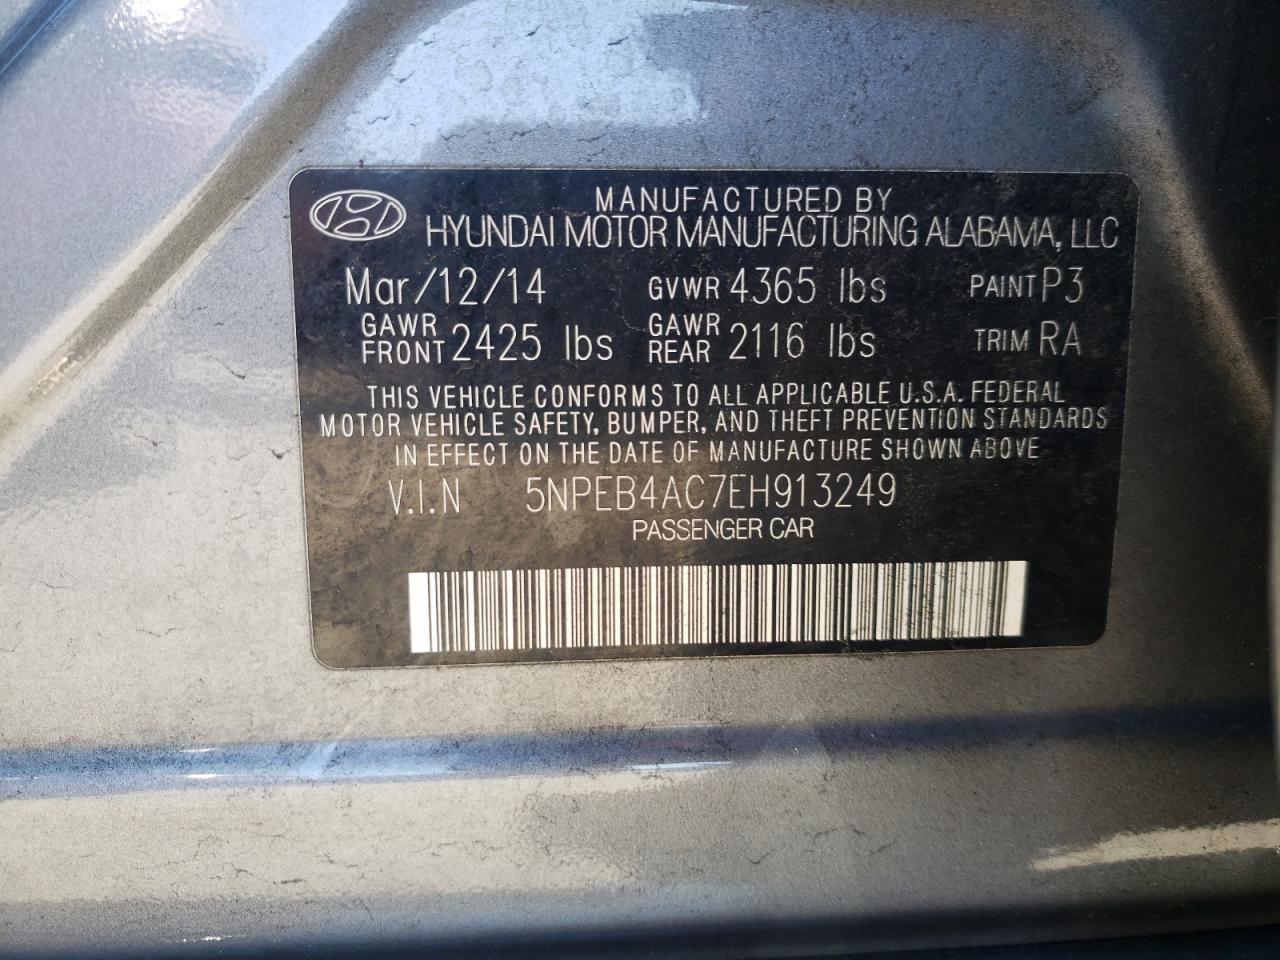 MANUFACTURED BY
HYUNDAI MOTOR MANUFACTURING ALABAMA, LLC
Mar/12/14 GVWR 4365 lbs PAINT P3
GAWR FRONT 2425 lbs GAWR REAR 2116 lbs TRIM RA
THIS VEHICLE CONFORMS TO ALL APPLICABLE U.S.A. FEDERAL
MOTOR VEHICLE SAFETY, BUMPER, AND THEFT PREVENTION STANDARDS
IN EFFECT ON THE DATE OF MANUFACTURE SHOWN ABOVE
V.I.N 5NPEB4AC7EH913249
PASSENGER CAR